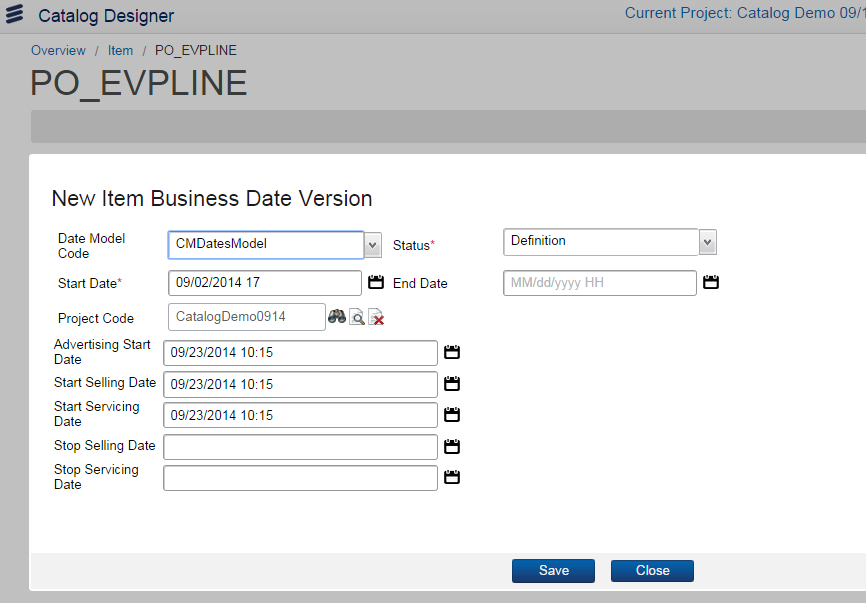 Catalog Designer
Current Project: Catalog Demo 09/1
Overview / Item / PO_EVPLINE
PO_EVPLINE
New Item Business Date Version
Date Model Code CMDatesModel Status* Definition
Start Date* 09/02/2014 17 End Date MM/dd/yyyy HH
Project Code CatalogDemo0914
Advertising Start Date 09/23/2014 10:15
Start Selling Date 09/23/2014 10:15
Start Servicing Date 09/23/2014 10:15
Stop Selling Date
Stop Servicing Date
Save Close